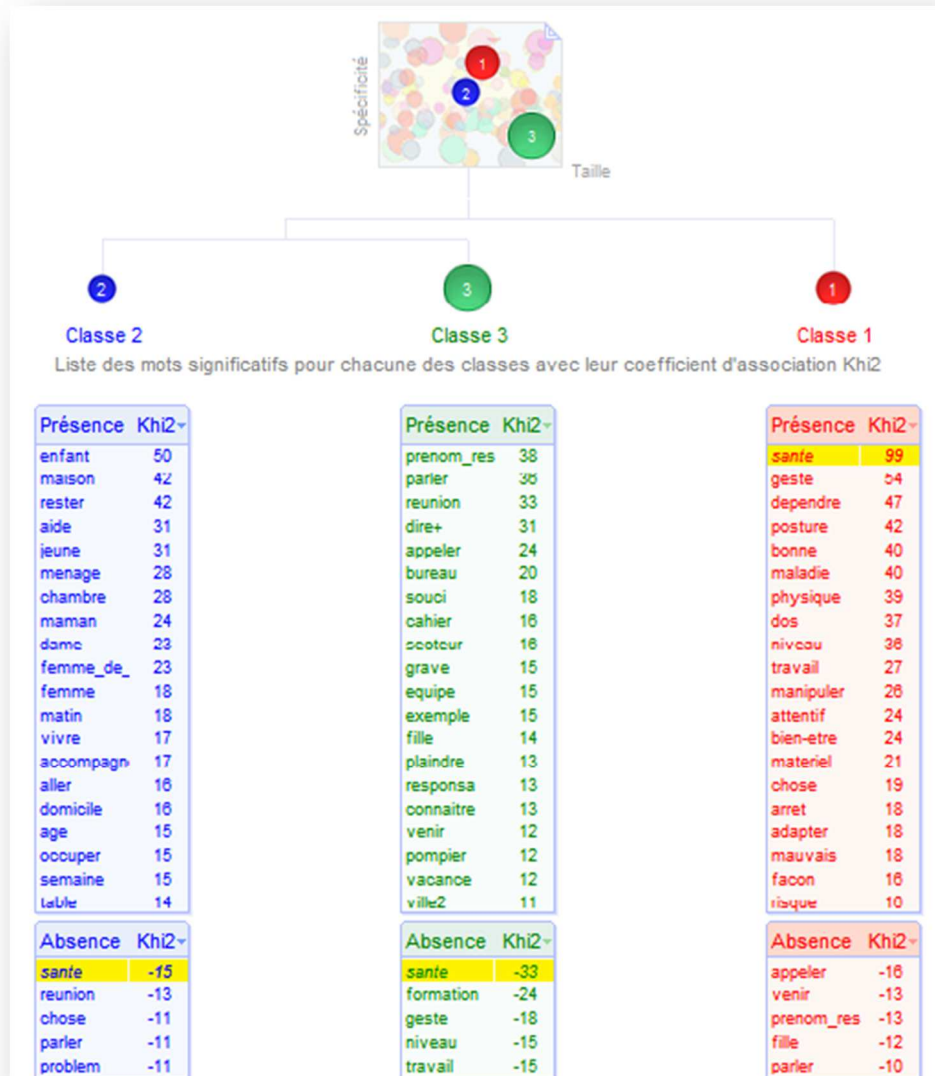 Spécificité
1
2
3
Taille
2
3
1
Classe 2
Classe 3
Classe 1
Liste des mots significatifs pour chacune des classes avec leur coefficient d'association Khi2
Présence Khi2
enfant 50
maison 42
rester 42
aide 31
jeune 31
menage 28
chambre 28
maman 24
dame 23
femme_de_ 23
femme 18
matin 18
vivre 17
accompagn 17
aller 16
domicile 16
age 15
occuper 15
semaine 15
table 14
Absence Khi2
sante -15
reunion -13
chose -11
parler -11
problem -11
Présence Khi2
prenom_res 38
parler 36
reunion 33
dire+ 31
appeler 24
bureau 20
souci 18
cahier 16
secteur 16
grave 15
equipe 15
exemple 15
fille 14
plaindre 13
responsa 13
connaitre 13
venir 12
pompier 12
vacance 12
ville2 11
Absence Khi2
sante -33
formation -24
geste -18
niveau -15
travail -15
Présence Khi2
sante 99
geste 54
dependre 47
posture 42
bonne 40
maladie 40
physique 39
dos 37
niveau 36
travail 27
manipuler 26
attentif 24
bien-etre 24
materiel 21
chose 19
arret 18
adapter 18
mauvais 18
facon 16
risque
Absence Khi2
appeler -16
venir -13
prenom_res -13
fille -12
parler -10